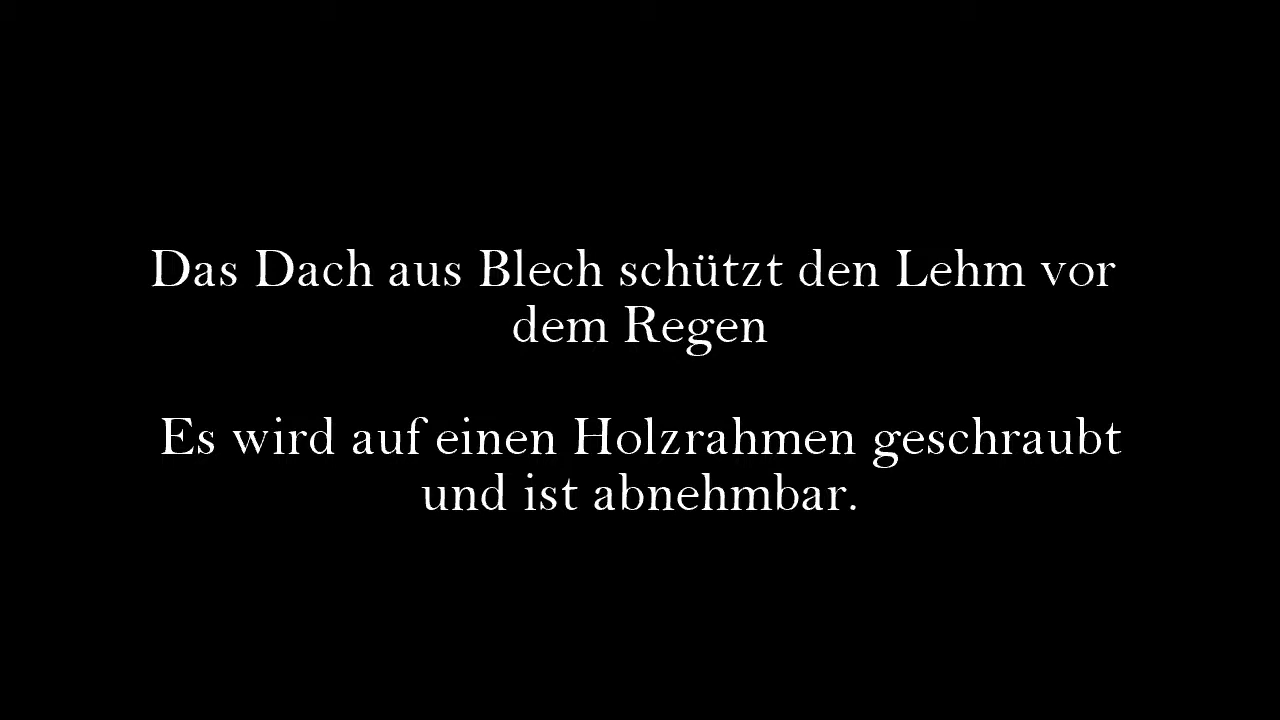 Das Dach aus Blech schützt den Lehm vor
dem Regen
Es wird auf einen Holzrahmen geschraubt
und ist abnehmbar.